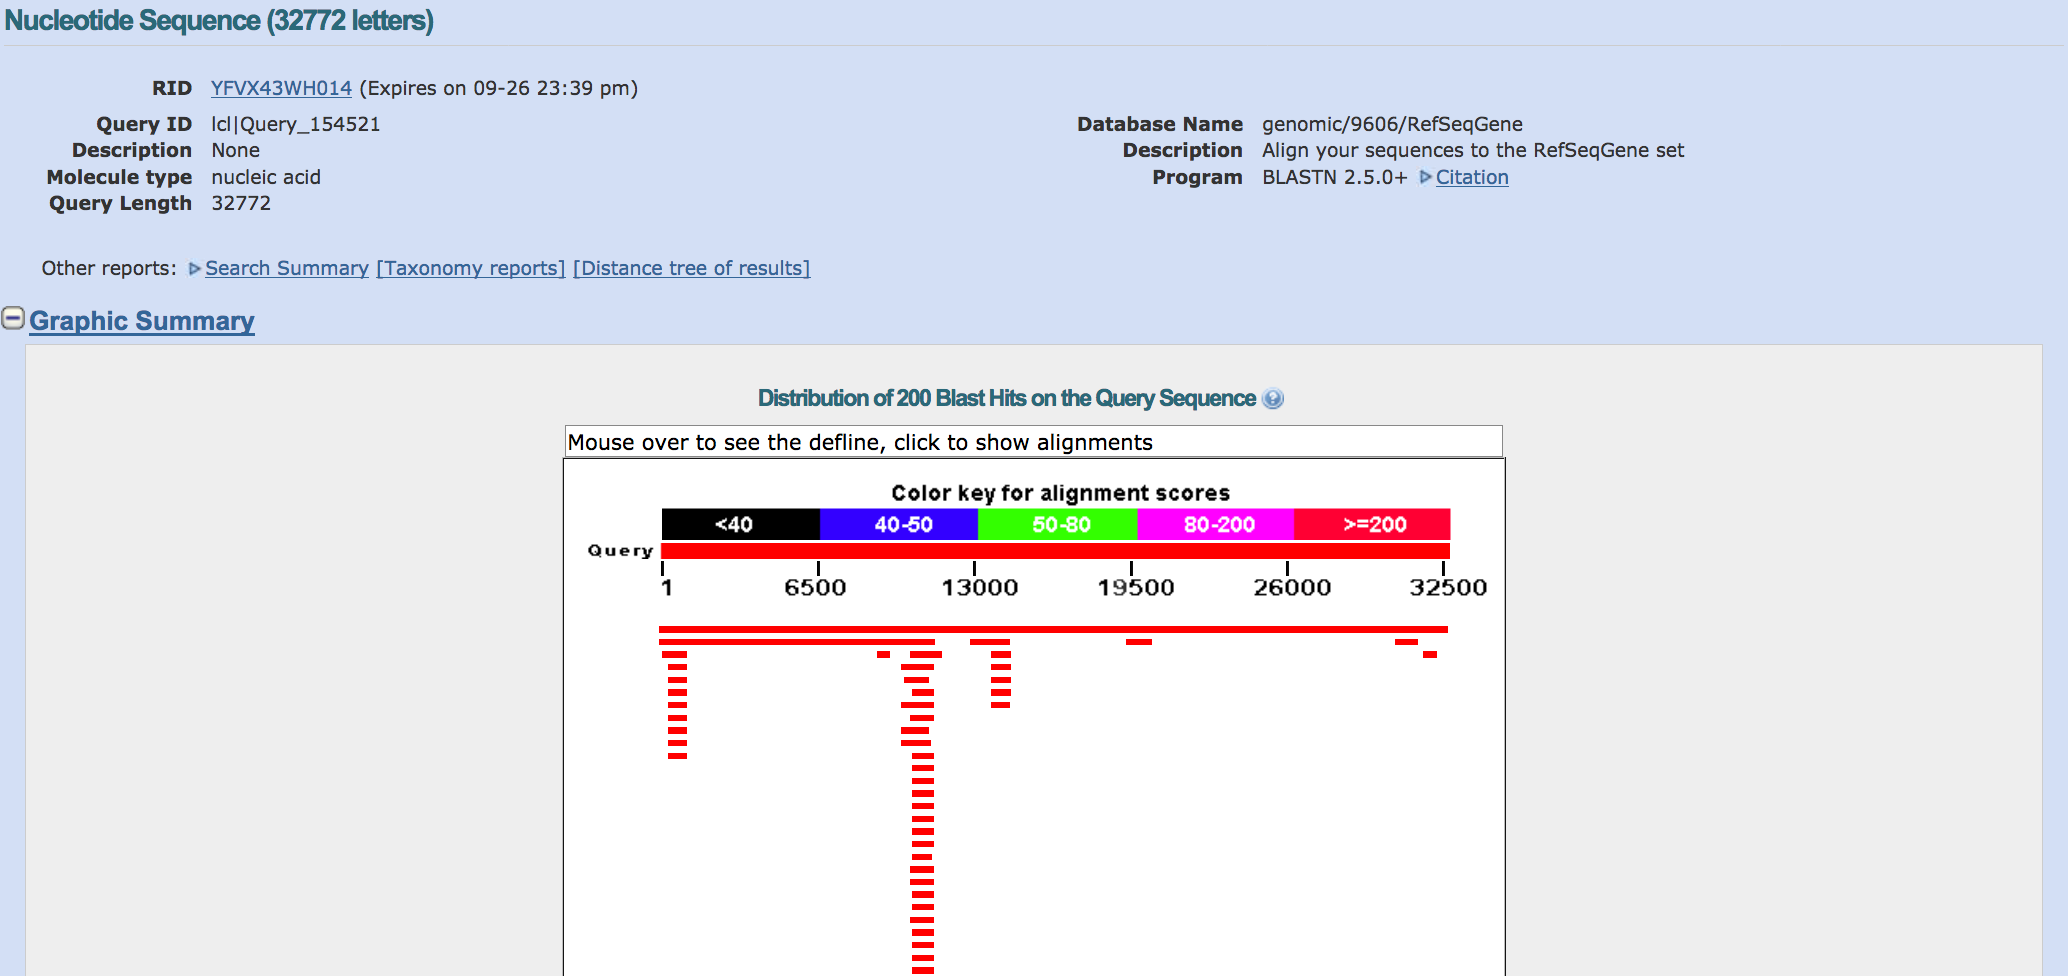 Nucleotide Sequence (32772 letters)
RID YFVX43WH014 (Expires on 09-26 23:39 pm)
Query ID lcl|Query_154521
Description None
Molecule type nucleic acid
Query Length 32772
Database Name genomic/9606/RefSeqGene
Description Align your sequences to the RefSeqGene set
Program BLASTN 2.5.0+ Citation
Other reports: Search Summary [Taxonomy reports] [Distance tree of results]
Graphic Summary
Distribution of 200 Blast Hits on the Query Sequence
Mouse over to see the defline, click to show alignments
Color key for alignment scores
<40 40-50 50-80 80-200 >=200
Query
1 6500 13000 19500 26000 32500